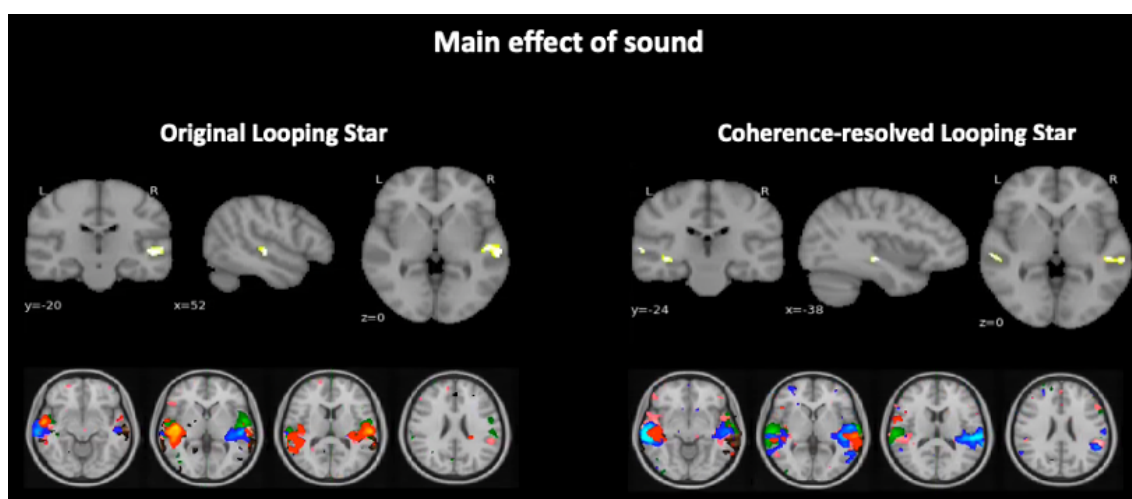 Main effect of sound
Original Looping Star
Coherence-resolved Looping Star
L R
L R
y=-20
x=52
z=0
L R
L R
y=-24
x=-38
z=0